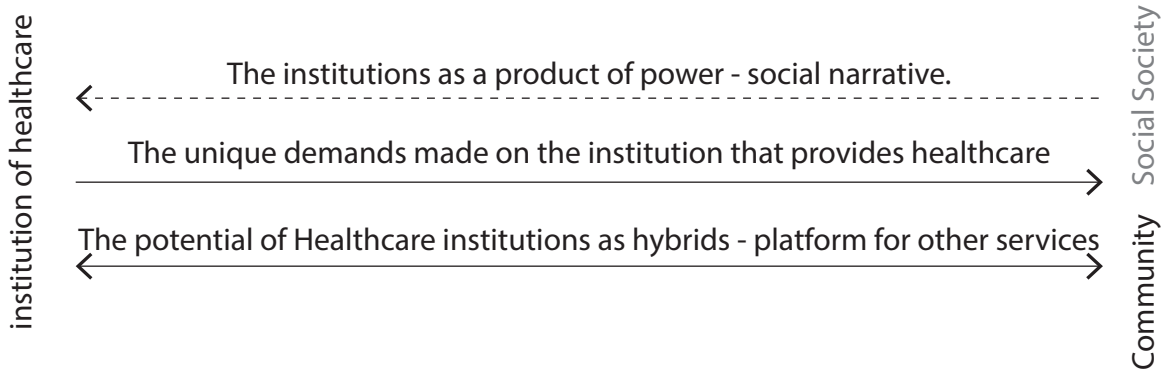 institution of healthcare
The institutions as a product of power - social narrative.
The unique demands made on the institution that provides healthcare
The potential of Healthcare institutions as hybrids - platform for other services
Community Social Society